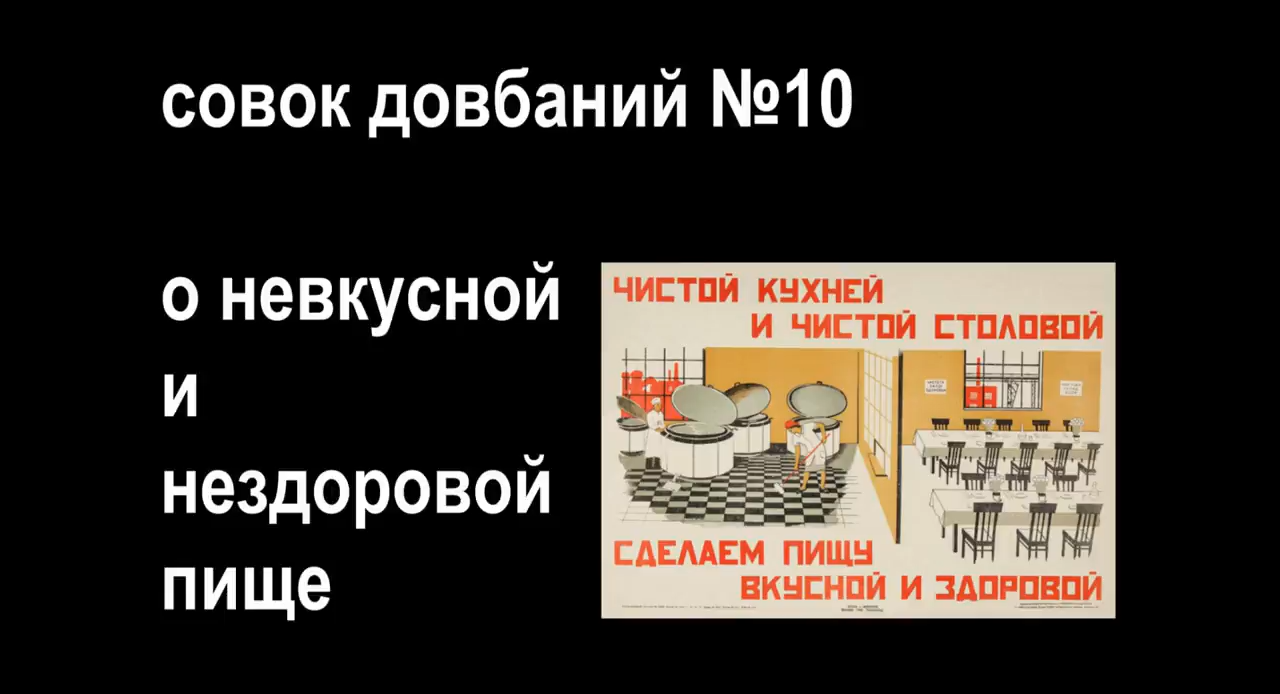 совок довбаний №10
о невкусной
и
нездоровой
пище
ЧИСТОЙ КУХНЕЙ
И ЧИСТОЙ СТОЛОВОЙ
СДЕЛАЕМ ПИЩУ
ВКУСНОЙ И ЗДОРОВОЙ